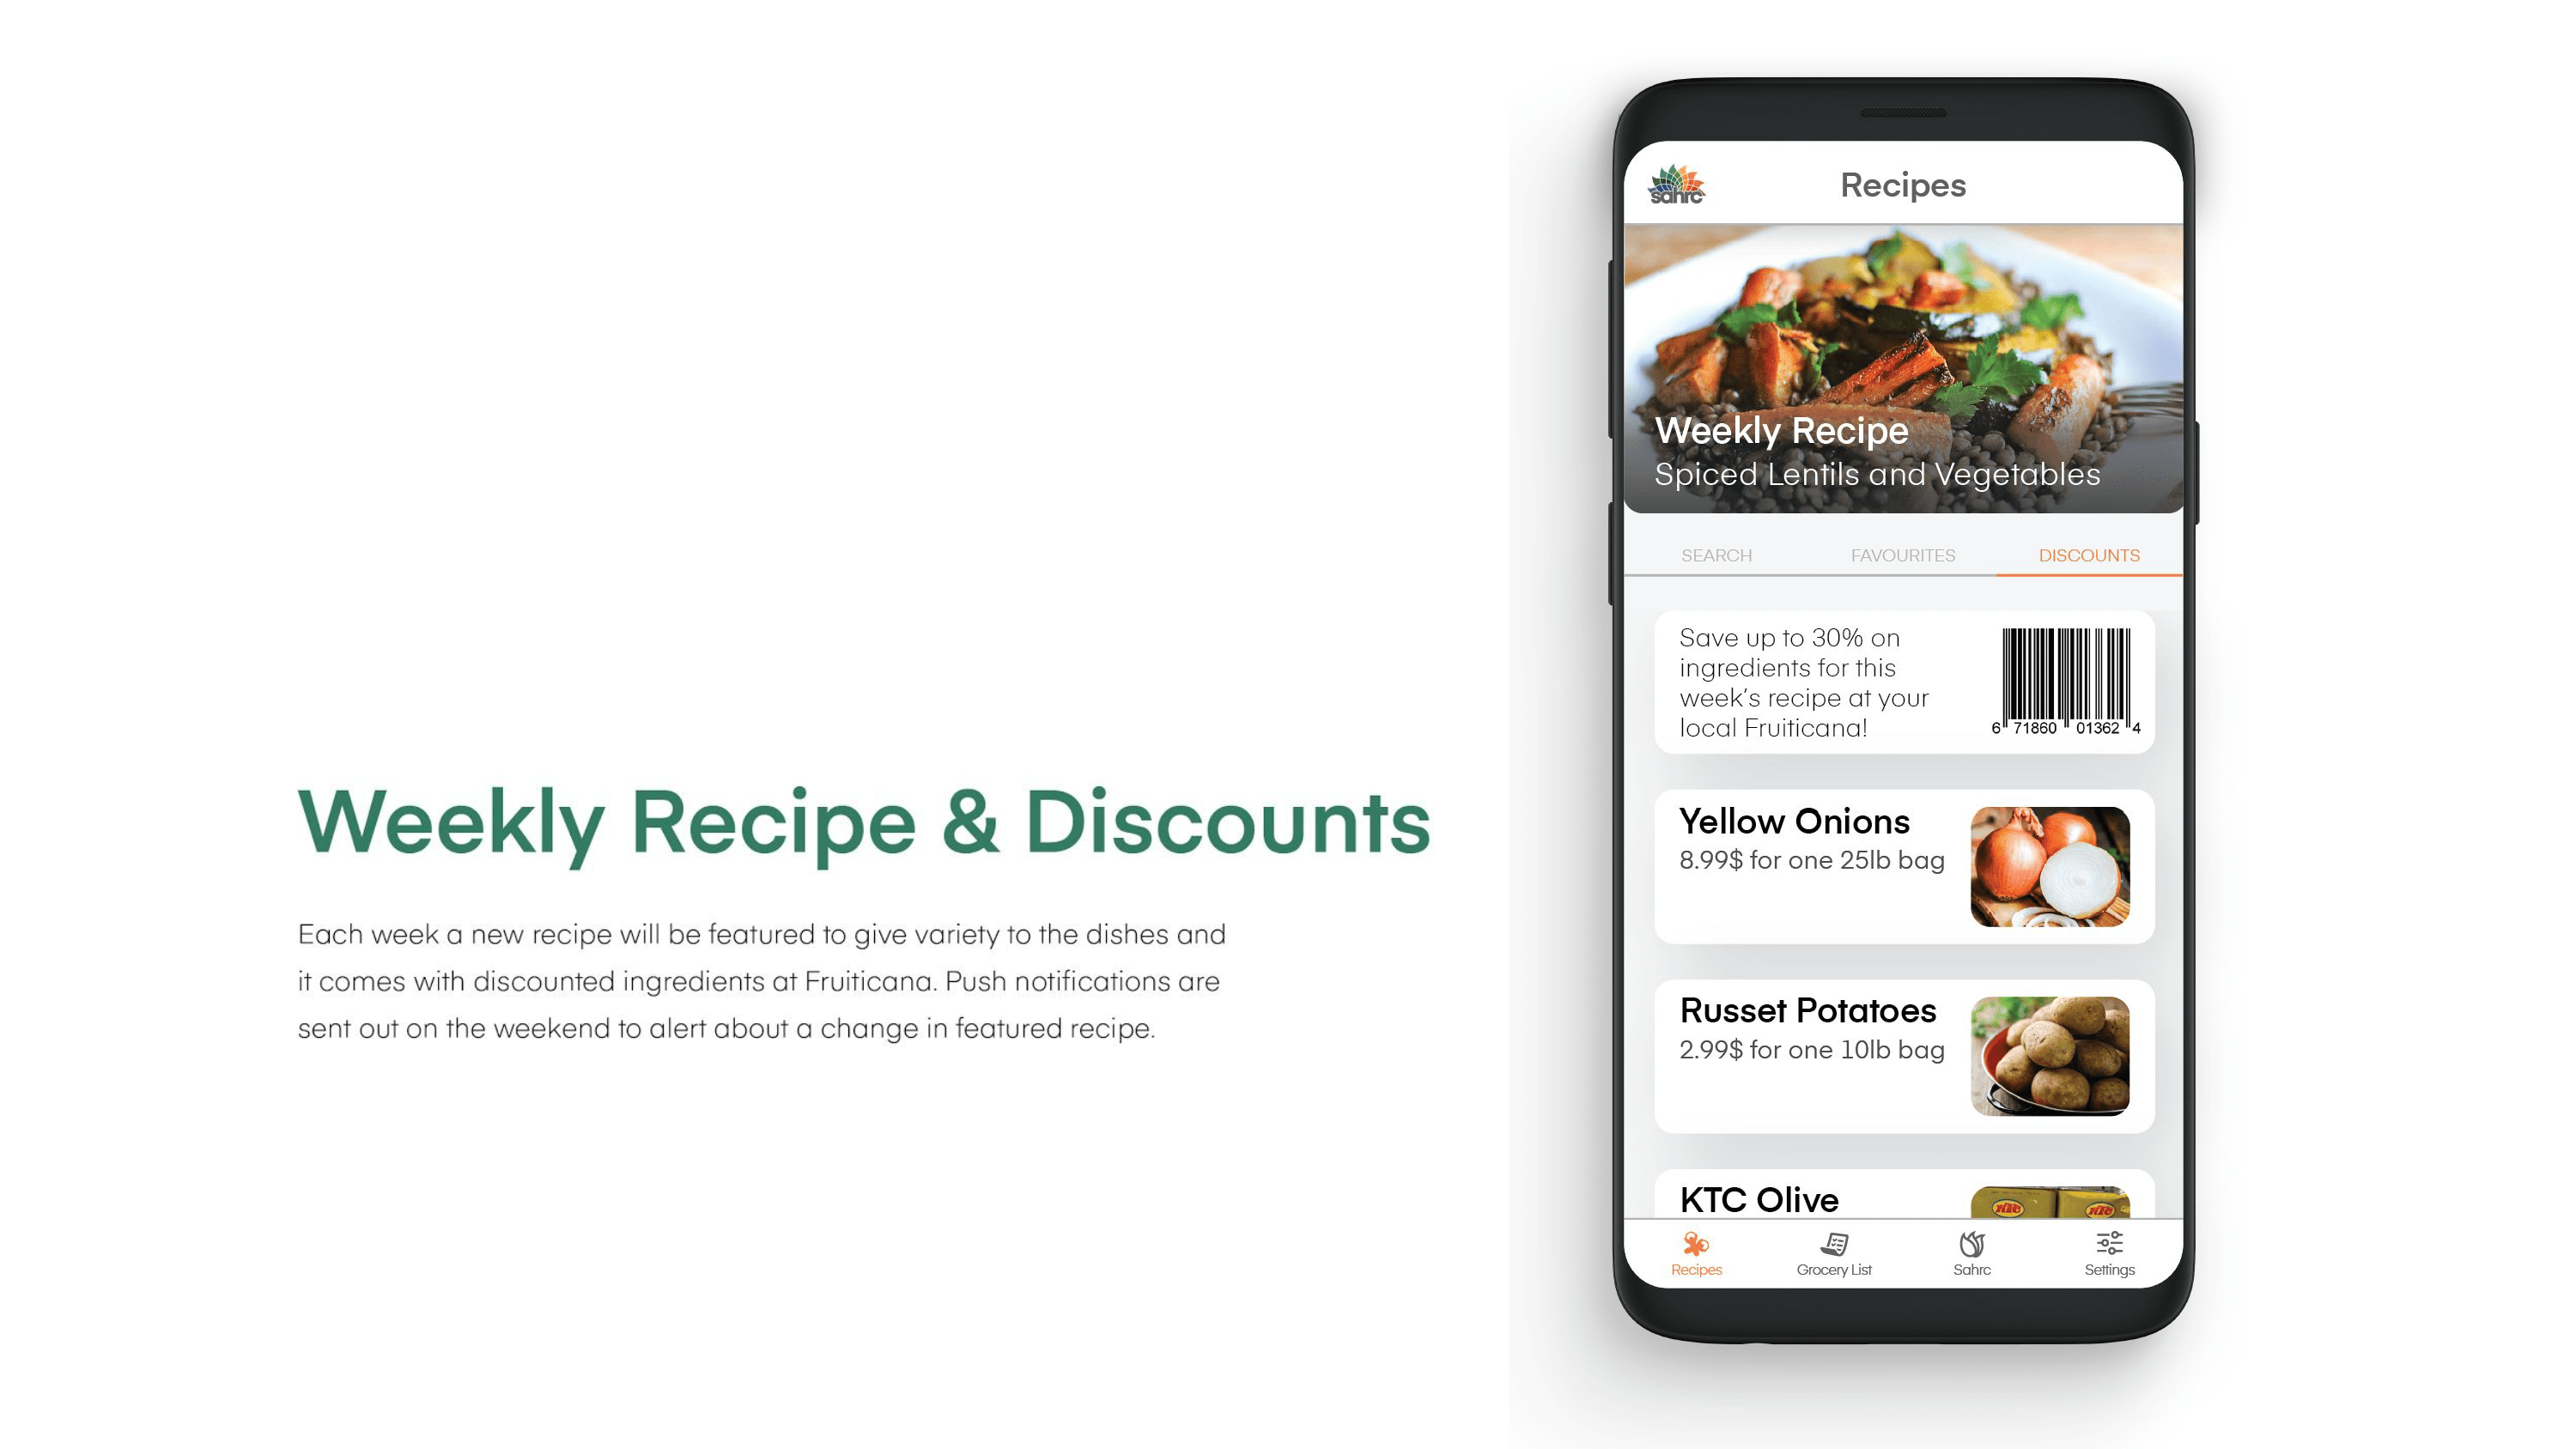 Weekly Recipe & Discounts
Each week a new recipe will be featured to give variety to the dishes and
it comes with discounted ingredients at Fruiticana. Push notifications are
sent out on the weekend to alert about a change in featured recipe.
sahrc
Recipes
Weekly Recipe
Spiced Lentils and Vegetables
SEARCH FAVOURITES DISCOUNTS
Save up to 30% on
ingredients for this
week's recipe at your
local Fruiticana!
6 71860 01362 4
Yellow Onions
8.99$ for one 25lb bag
Russet Potatoes
2.99$ for one 10lb bag
KTC Olive
KTC KTC
Recipes Grocery List Sahrc Settings